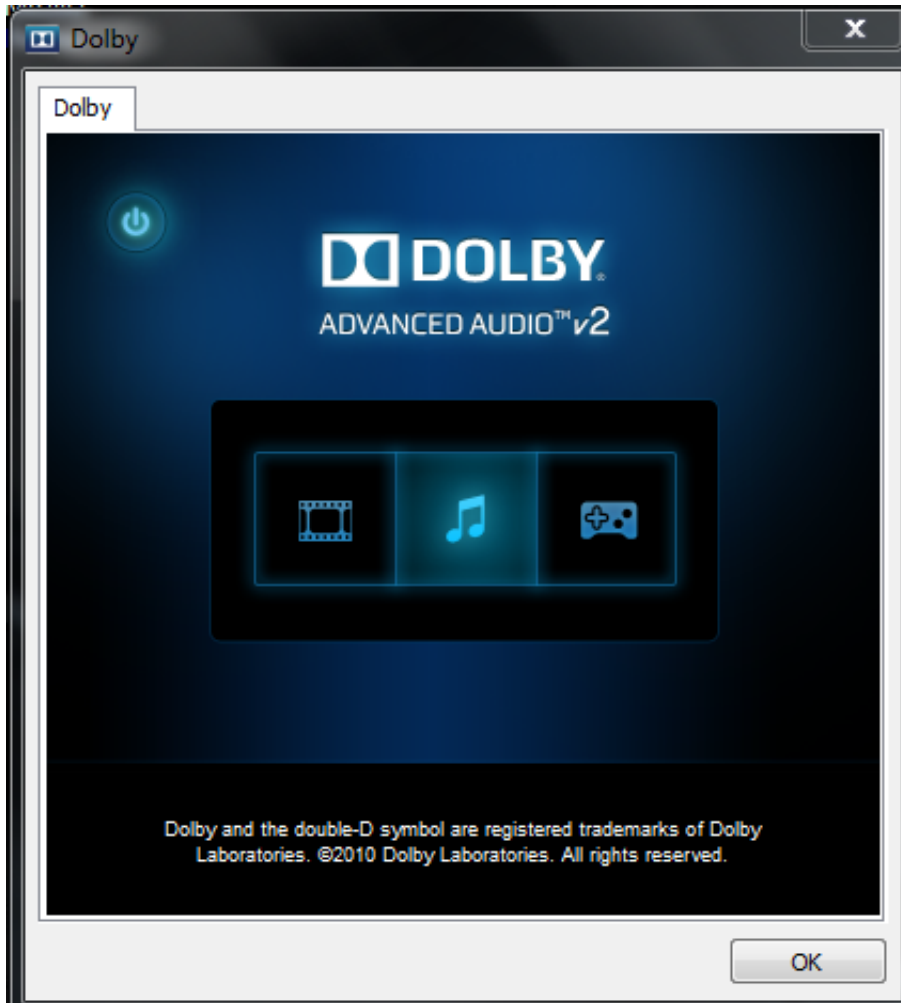 Dolby
Dolby
DOLBY®
ADVANCED AUDIO™ v2
Dolby and the double-D symbol are registered trademarks of Dolby
Laboratories. ©2010 Dolby Laboratories. All rights reserved.
OK